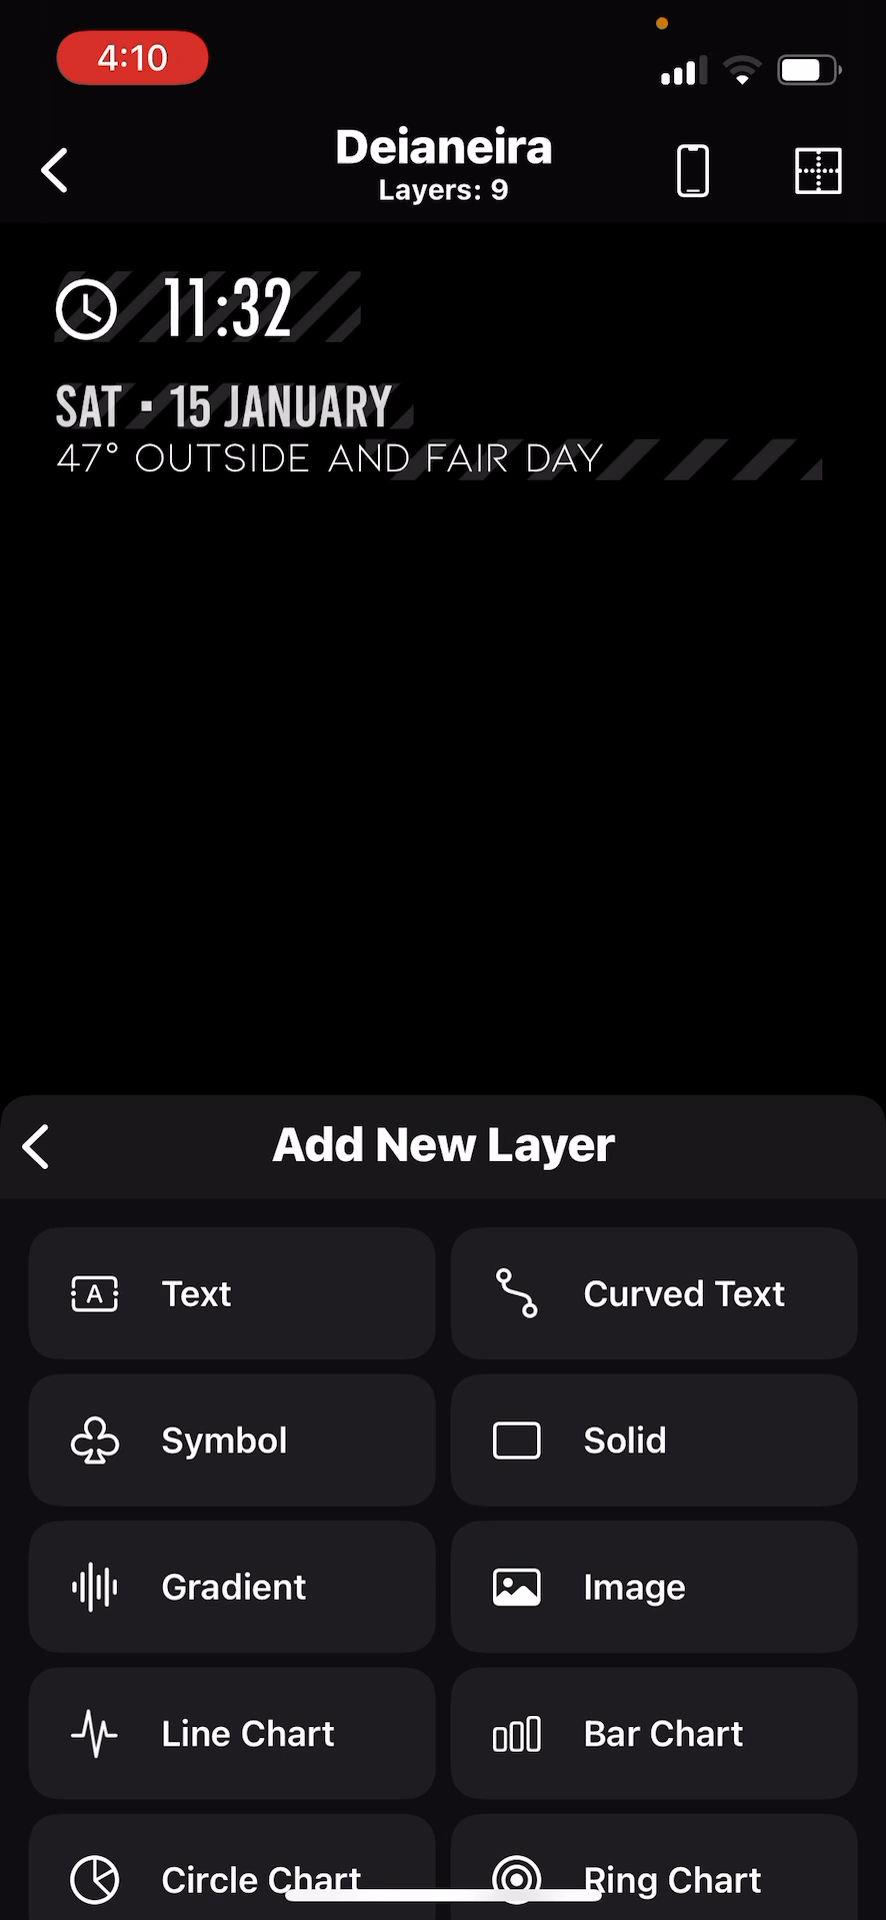 4:10
Deianeira
Layers: 9
11:32
SAT ▪ 15 JANUARY
47° OUTSIDE AND FAIR DAY
Add New Layer
A Text
Curved Text
Symbol
Solid
Gradient
Image
Line Chart
Bar Chart
Circle Chart
Ring Chart